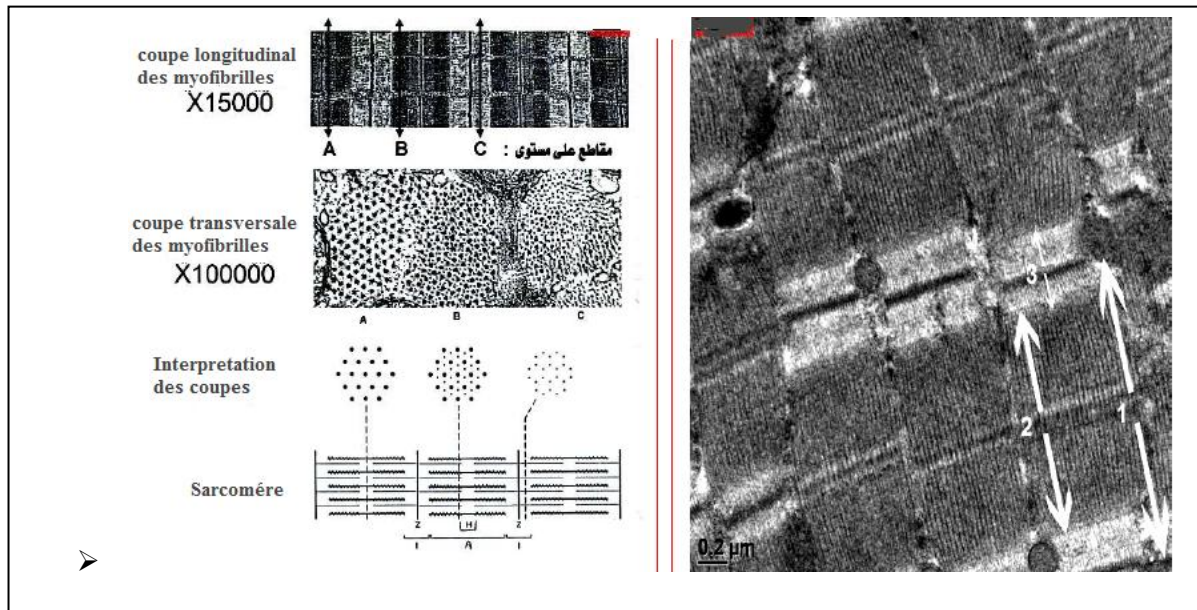 coupe longitudinal
des myofibrilles
X15000
A B C مقاطع على مستوى :
coupe transversale
des myofibrilles
X100000
A B C
Interpretation
des coupes
Sarcomére
Z H Z
I A I
3
2
1
0.2 µm